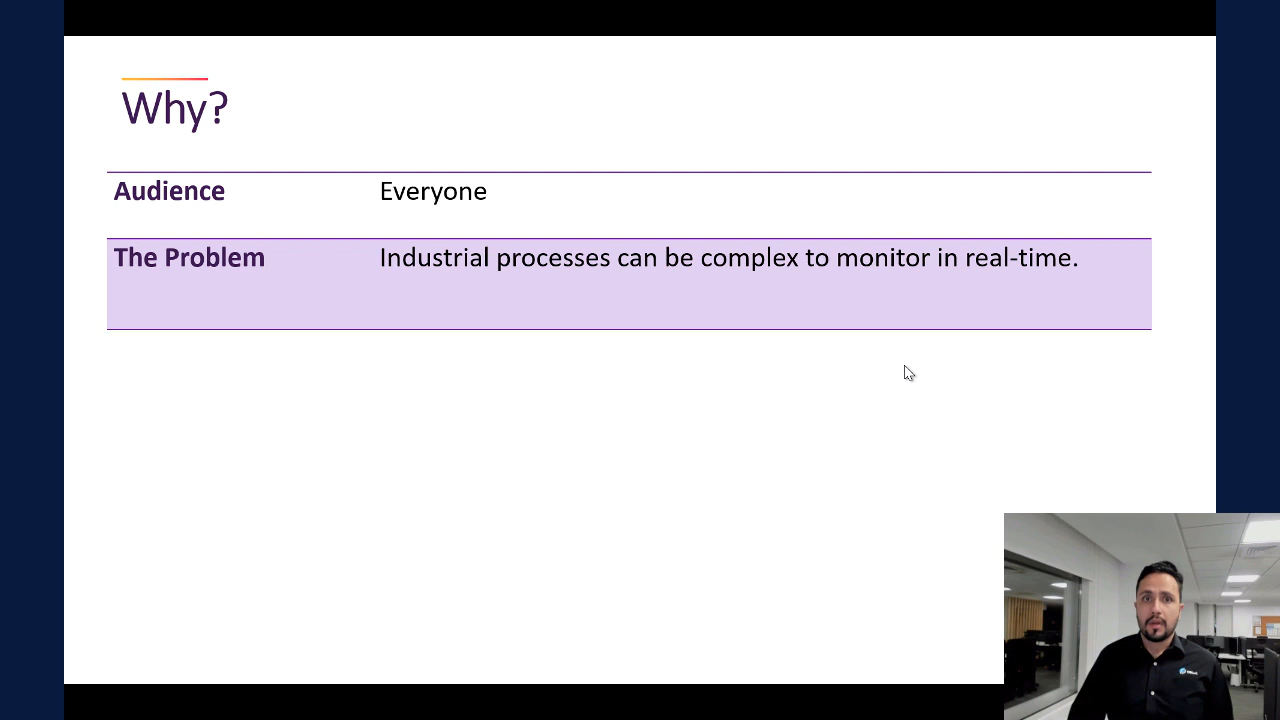 Why?
Audience Everyone
The Problem Industrial processes can be complex to monitor in real-time.